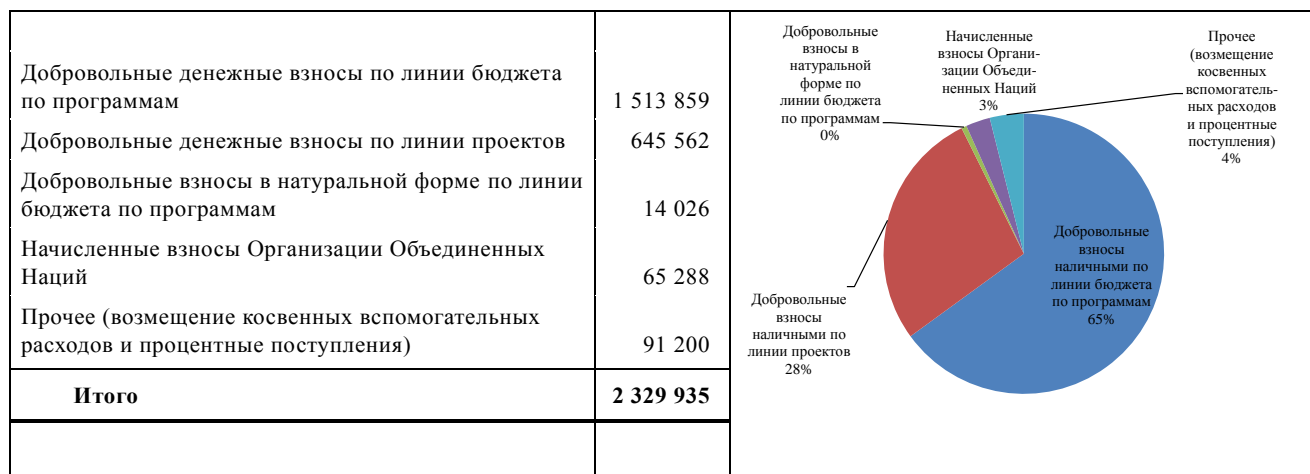 Добровольные денежные взносы по линии бюджета
по программам 1 513 859
Добровольные денежные взносы по линии проектов 645 562
Добровольные взносы в натуральной форме по линии
бюджета по программам 14 026
Начисленные взносы Организации Объединенных
Наций 65 288
Прочее (возмещение косвенных вспомогательных
расходов и процентные поступления) 91 200
Итого 2 329 935
Добровольные
взносы в
натуральной
форме по
линии бюджета
по программам
0%
Начисленные
взносы Органи-
зации Объеди-
ненных Наций
3%
Прочее
(возмещение
косвенных
вспомогатель-
ных расходов
и процентные
поступления)
4%
Добровольные
взносы
наличными по
линии бюджета
по программам
65%
Добровольные
взносы
наличными по
линии проектов
28%